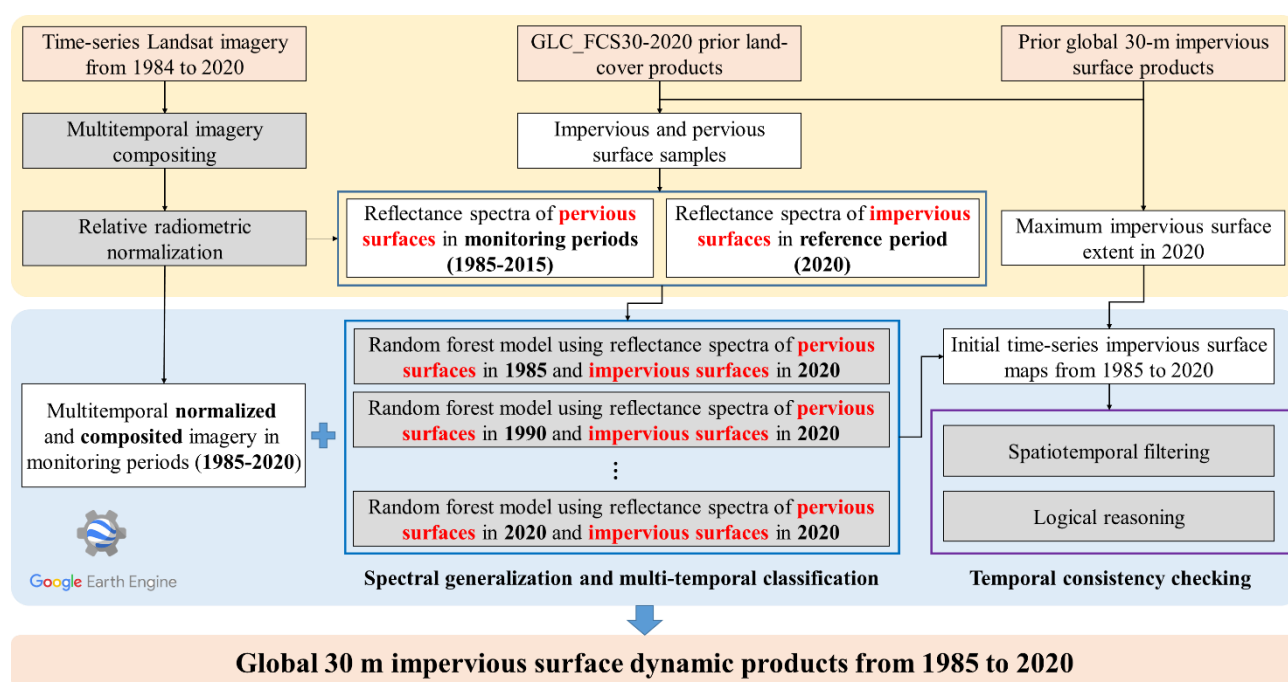 Time-series Landsat imagery
from 1984 to 2020
GLC_FCS30-2020 prior land-
cover products
Prior global 30-m impervious
surface products
Multitemporal imagery
compositing
Impervious and pervious
surface samples
Relative radiometric
normalization
Reflectance spectra of pervious
surfaces in monitoring periods
(1985-2015)
Reflectance spectra of impervious
surfaces in reference period
(2020)
Maximum impervious surface
extent in 2020
Multitemporal normalized
and composited imagery in
monitoring periods (1985-2020)
Random forest model using reflectance spectra of pervious
surfaces in 1985 and impervious surfaces in 2020
Random forest model using reflectance spectra of pervious
surfaces in 1990 and impervious surfaces in 2020
⋮
Random forest model using reflectance spectra of pervious
surfaces in 2020 and impervious surfaces in 2020
Initial time-series impervious surface
maps from 1985 to 2020
Spatiotemporal filtering
Logical reasoning
Google Earth Engine
Spectral generalization and multi-temporal classification
Temporal consistency checking
Global 30 m impervious surface dynamic products from 1985 to 2020